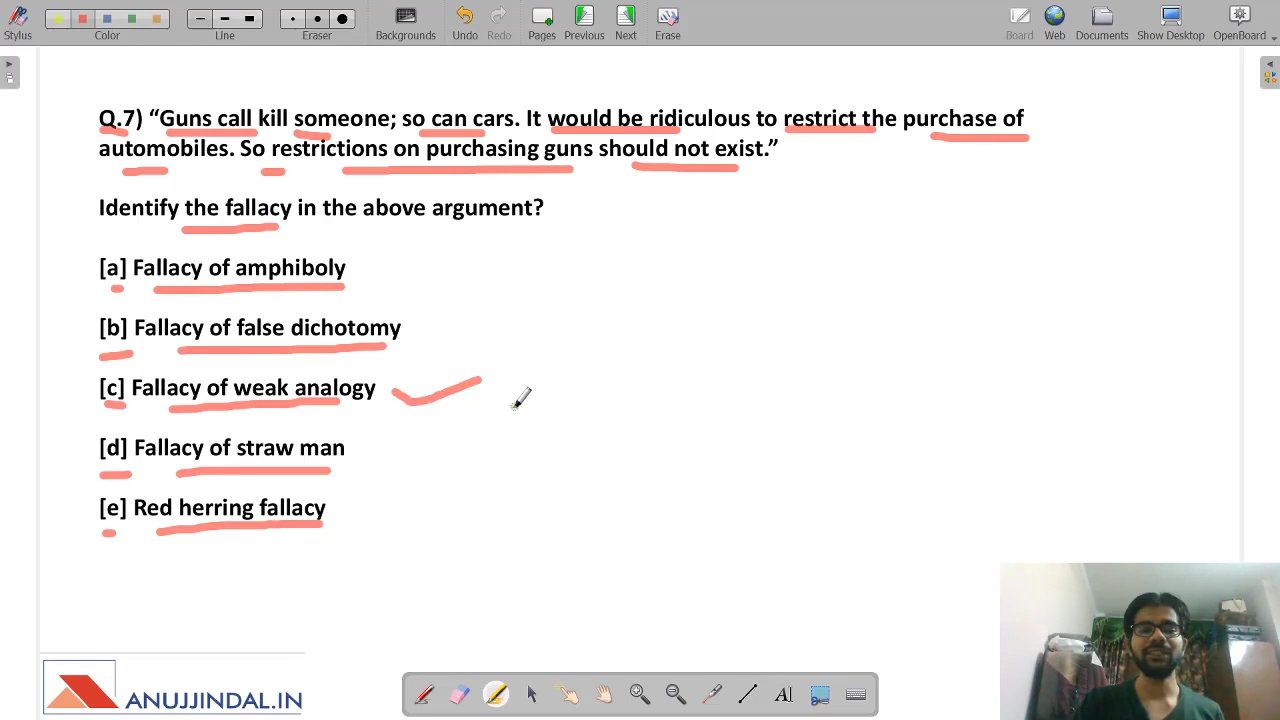 Stylus Color Line Eraser Backgrounds Undo Redo Pages Previous Next Erase Board Web Documents Show Desktop OpenBoard
Q.7) “Guns call kill someone; so can cars. It would be ridiculous to restrict the purchase of
automobiles. So restrictions on purchasing guns should not exist.”
Identify the fallacy in the above argument?
[a] Fallacy of amphiboly
[b] Fallacy of false dichotomy
[c] Fallacy of weak analogy
[d] Fallacy of straw man
[e] Red herring fallacy
ANUJJINDAL.IN
AI